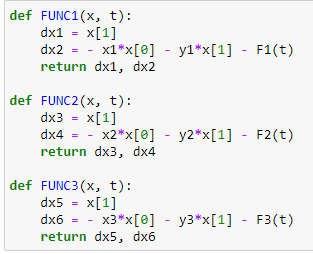 def FUNC1(x, t):
    dx1 = x[1]
    dx2 = - x1*x[0] - y1*x[1] - F1(t)
    return dx1, dx2
def FUNC2(x, t):
    dx3 = x[1]
    dx4 = - x2*x[0] - y2*x[1] - F2(t)
    return dx3, dx4
def FUNC3(x, t):
    dx5 = x[1]
    dx6 = - x3*x[0] - y3*x[1] - F3(t)
    return dx5, dx6